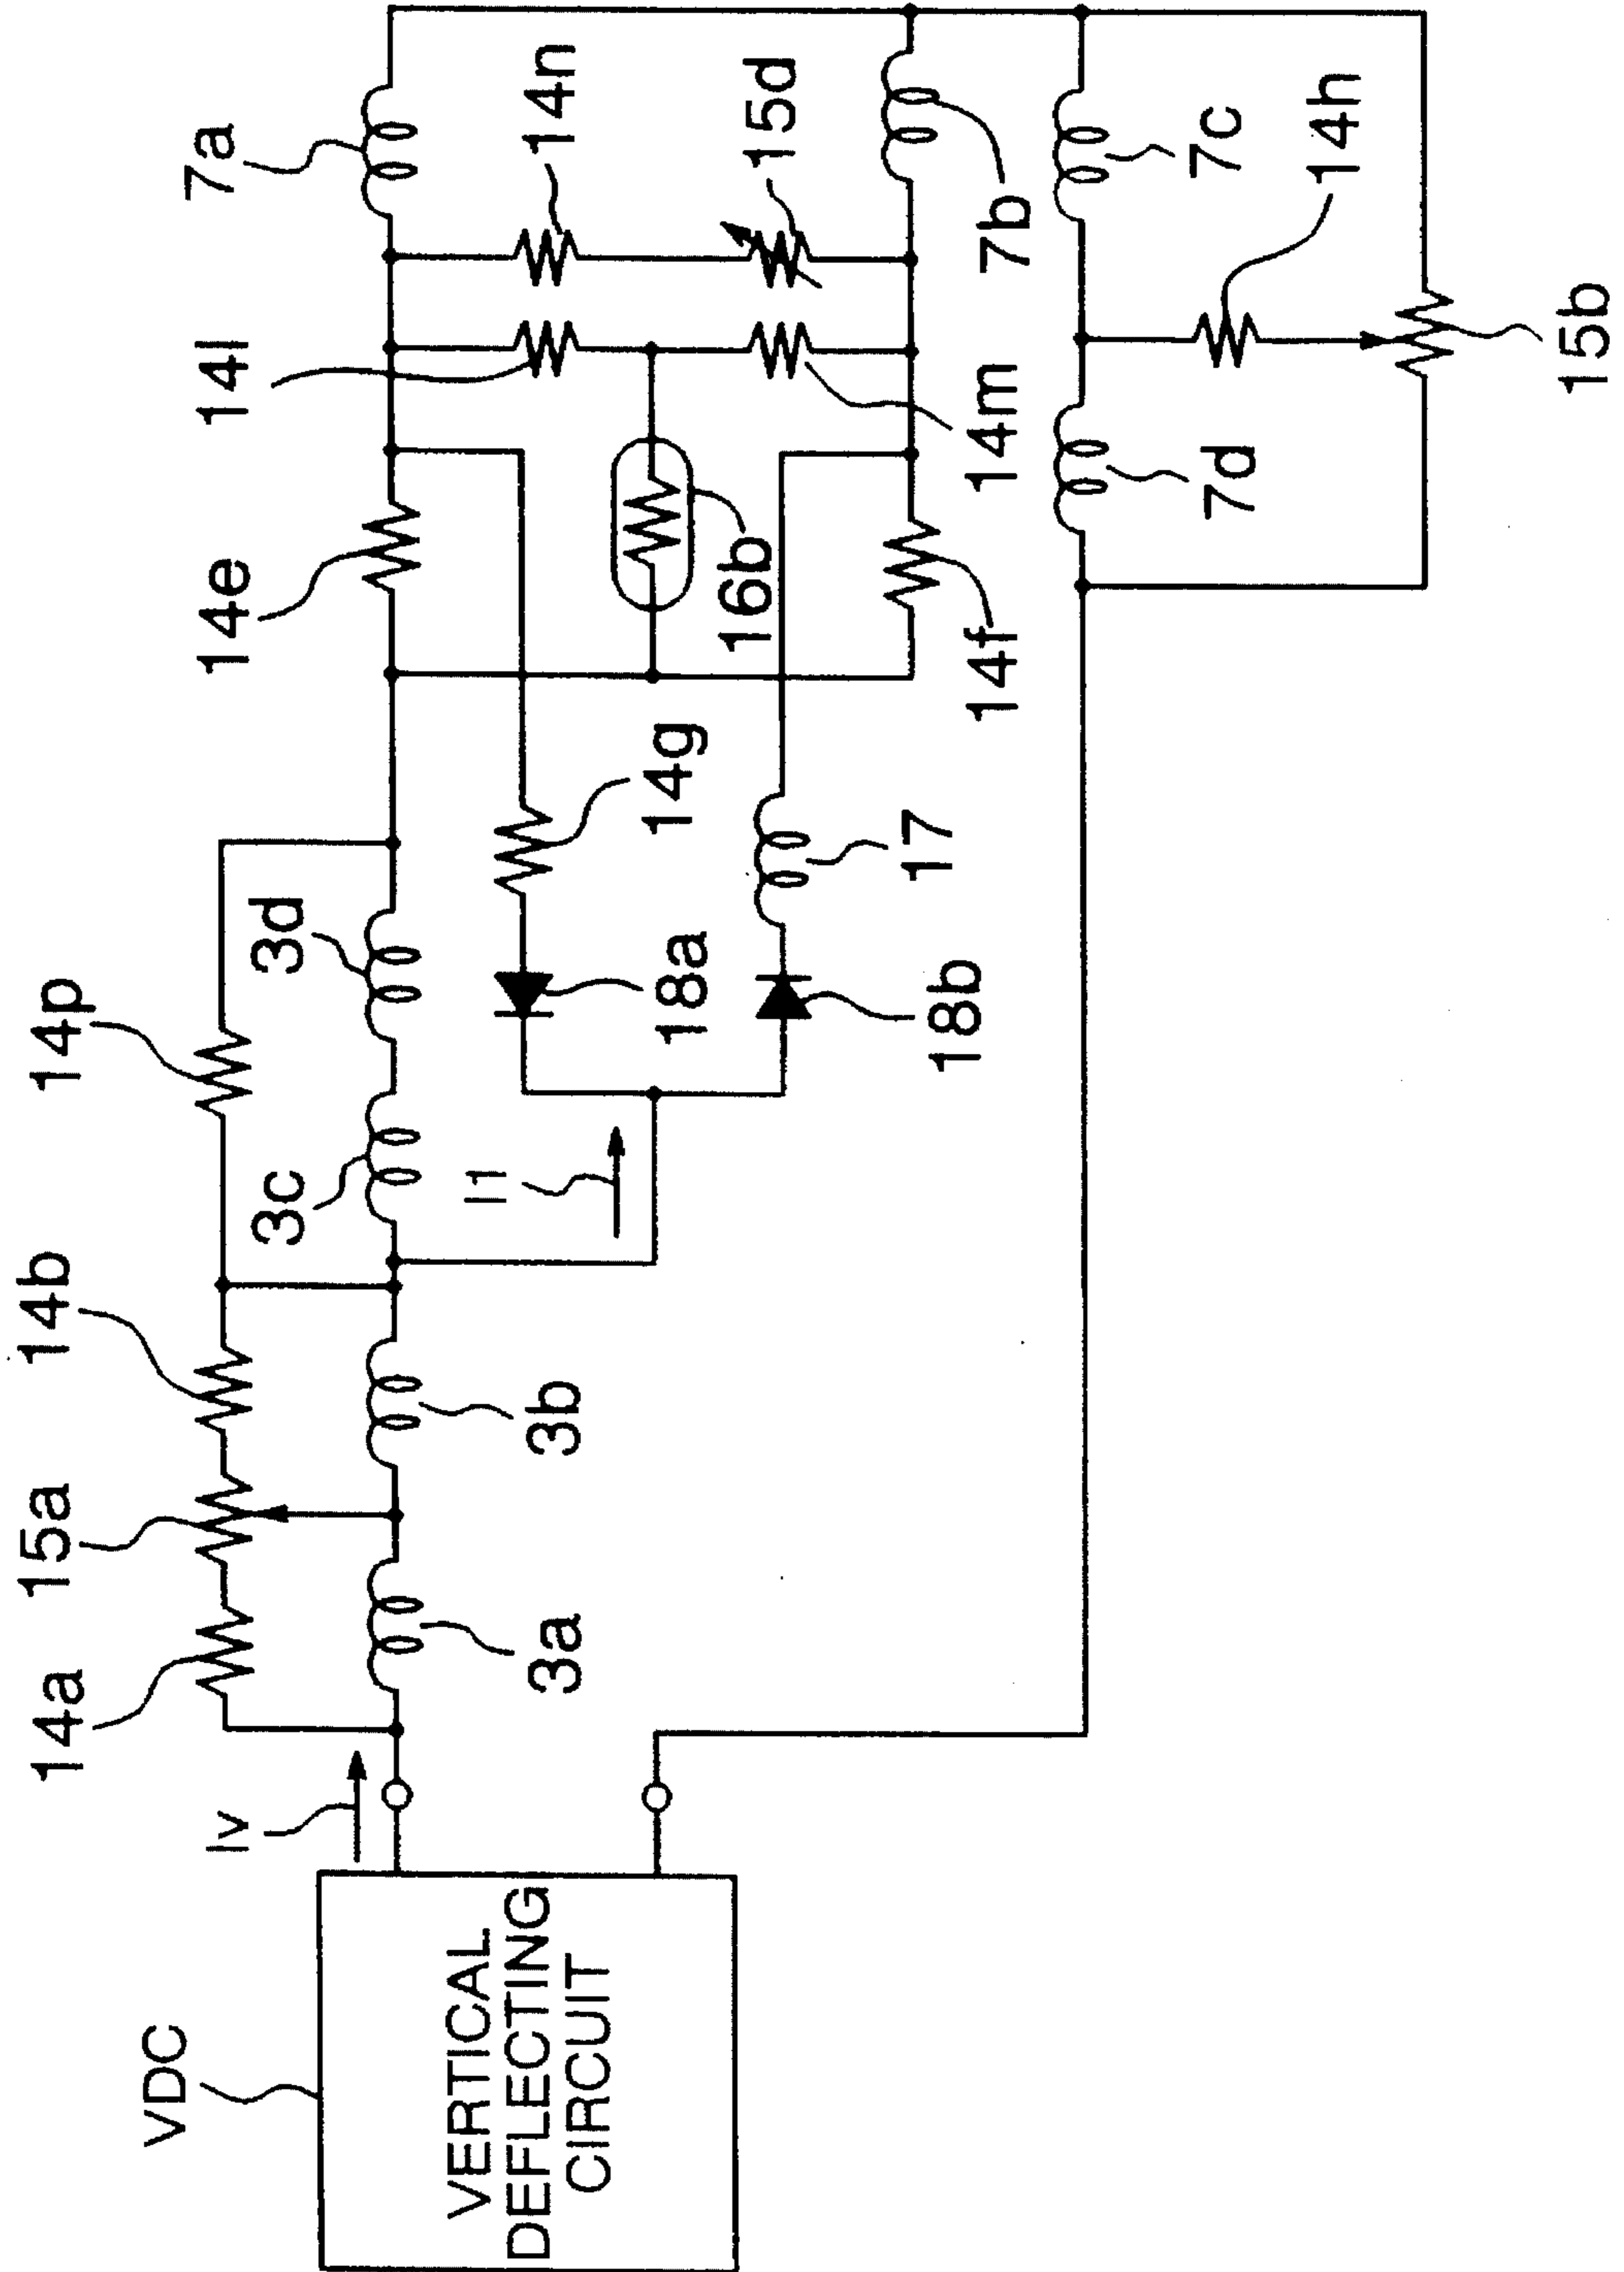 14a
15a
14b
14p
VDC
Iv
3c
3d
14e
14l
7a
VERTICAL
DEFLECTING
CIRCUIT
3a
3b
I1
14n
18a
14g
16b
15d
18b
17
14f
14m
7b
7d
7c
14h
15b